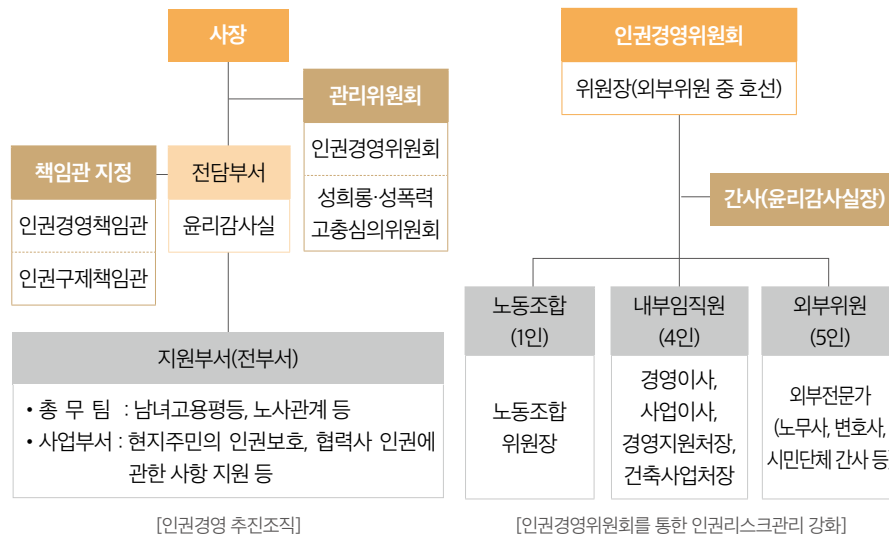 사장
관리위원회
인권경영위원회
성희롱·성폭력
고충심의위원회
책임관 지정
인권경영책임관
인권구제책임관
전담부서
윤리감사실
지원부서(전부서)
• 총 무 팀 : 남녀고용평등, 노사관계 등
• 사업부서 : 현지주민의 인권보호, 협력사 인권에
관한 사항 지원 등
[인권경영 추진조직]
인권경영위원회
위원장(외부위원 중 호선)
간사(윤리감사실장)
노동조합
(1인)
노동조합
위원장
내부임직원
(4인)
경영이사,
사업이사,
경영지원처장,
건축사업처장
외부위원
(5인)
외부전문가
(노무사, 변호사,
시민단체 간사 등)
[인권경영위원회를 통한 인권리스크관리 강화]